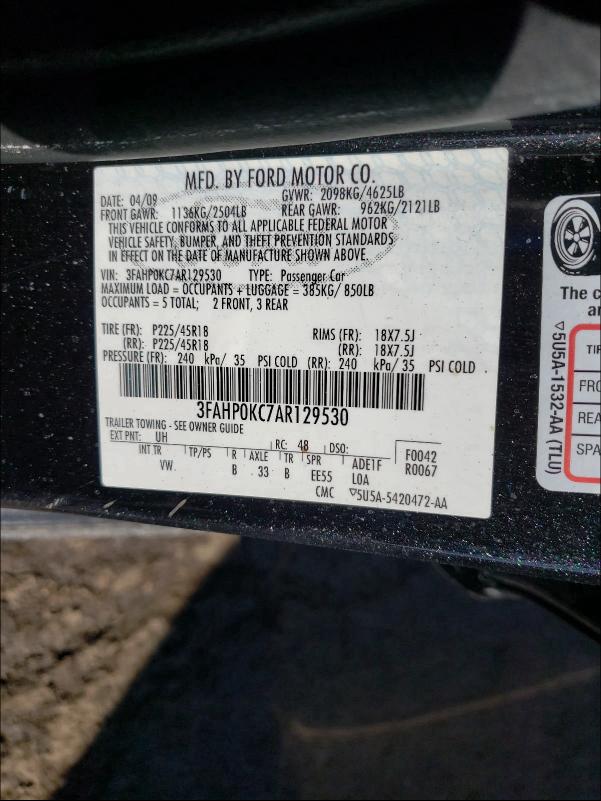 MFD. BY FORD MOTOR CO.
DATE: 04/09 GVWR: 2098KG/4625LB
FRONT GAWR: 1136KG/2504LB REAR GAWR: 962KG/2121LB
THIS VEHICLE CONFORMS TO ALL APPLICABLE FEDERAL MOTOR
VEHICLE SAFETY, BUMPER, AND THEFT PREVENTION STANDARDS
IN EFFECT ON THE DATE OF MANUFACTURE SHOWN ABOVE.
VIN: 3FAHP0KC7AR129530 TYPE: Passenger Car
MAXIMUM LOAD = OCCUPANTS + LUGGAGE = 385KG/ 850LB
OCCUPANTS = 5 TOTAL; 2 FRONT, 3 REAR
TIRE (FR): P225/45R18 RIMS (FR): 18X7.5J
(RR): P225/45R18 (RR): 18X7.5J
PRESSURE (FR): 240 kPa/ 35 PSI COLD (RR): 240 kPa/ 35 PSI COLD
3FAHP0KC7AR129530
TRAILER TOWING - SEE OWNER GUIDE
EXT PNT: UH RC: 48 DSO: F0042
INT TR TP/PS R AXLE TR SPR ADE1F R0067
VW. B .33 B EE55 LOA
CMC ▽5U5A-5420472-AA
▽5U5A-1532-AA (TLU)
The c
an
TI
FRO
REA
SPA